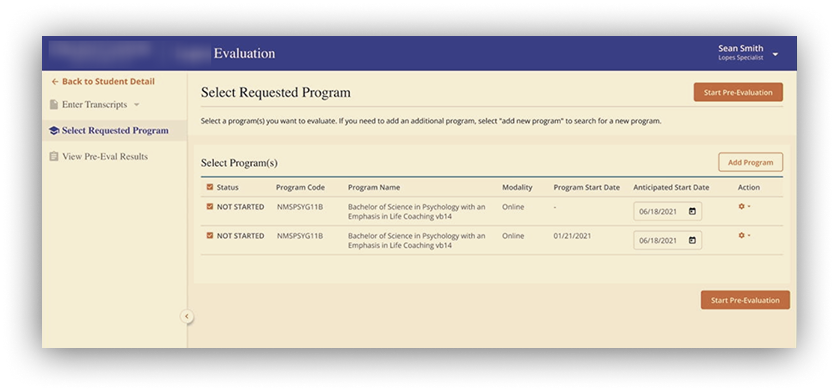 Evaluation
Sean Smith
Lopes Specialist
Back to Student Detail
Enter Transcripts
Select Requested Program
View Pre-Eval Results
Select Requested Program
Start Pre-Evaluation
Select a program(s) you want to evaluate. If you need to add an additional program, select "add new program" to search for a new program.
Select Program(s)
Add Program
Status Program Code Program Name Modality Program Start Date Anticipated Start Date Action
NOT STARTED NMSPSYG11B Bachelor of Science in Psychology with an Online - 06/18/2021
Emphasis in Life Coaching vb14
NOT STARTED NMSPSYG11B Bachelor of Science in Psychology with an Online 01/21/2021 06/18/2021
Emphasis in Life Coaching vb14
Start Pre-Evaluation